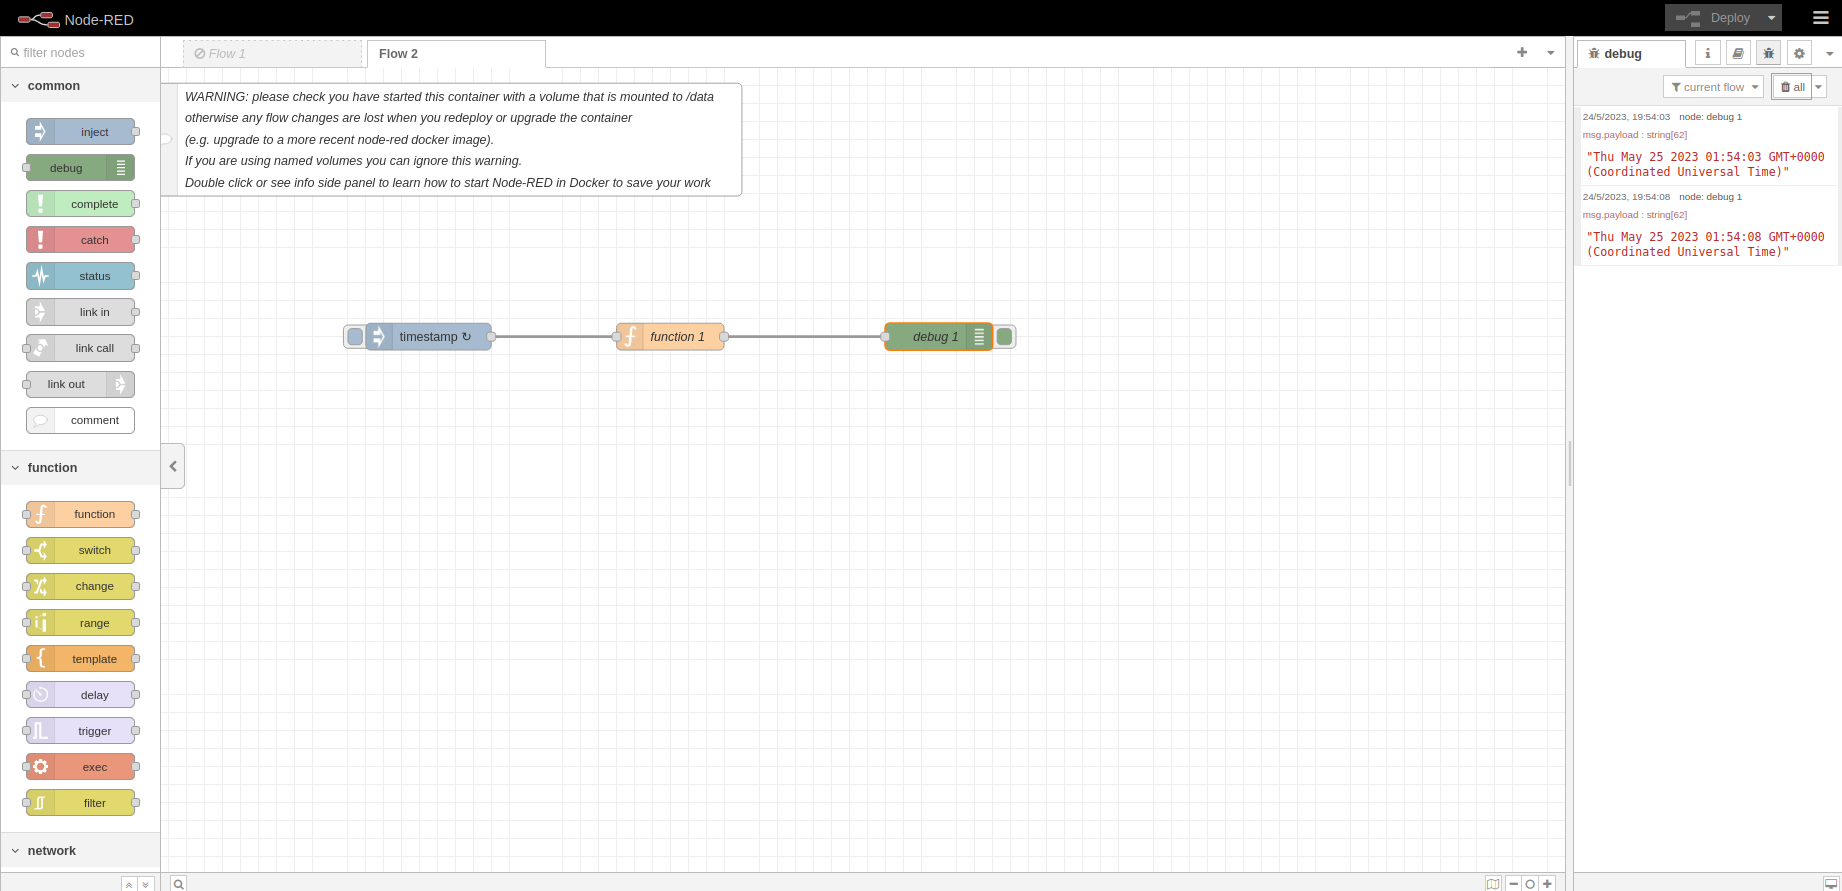 Node-RED
Deploy
filter nodes
Flow 1
Flow 2
debug
current flow
all
common
inject
debug
complete
catch
status
link in
link call
link out
comment
function
function
switch
change
range
template
delay
trigger
exec
filter
network
WARNING: please check you have started this container with a volume that is mounted to /data
otherwise any flow changes are lost when you redeploy or upgrade the container
(e.g. upgrade to a more recent node-red docker image).
If you are using named volumes you can ignore this warning.
Double click or see info side panel to learn how to start Node-RED in Docker to save your work
timestamp ↻
function 1
debug 1
24/5/2023, 19:54:03 node: debug 1
msg.payload : string[62]
"Thu May 25 2023 01:54:03 GMT+0000
(Coordinated Universal Time)"
24/5/2023, 19:54:08 node: debug 1
msg.payload : string[62]
"Thu May 25 2023 01:54:08 GMT+0000
(Coordinated Universal Time)"